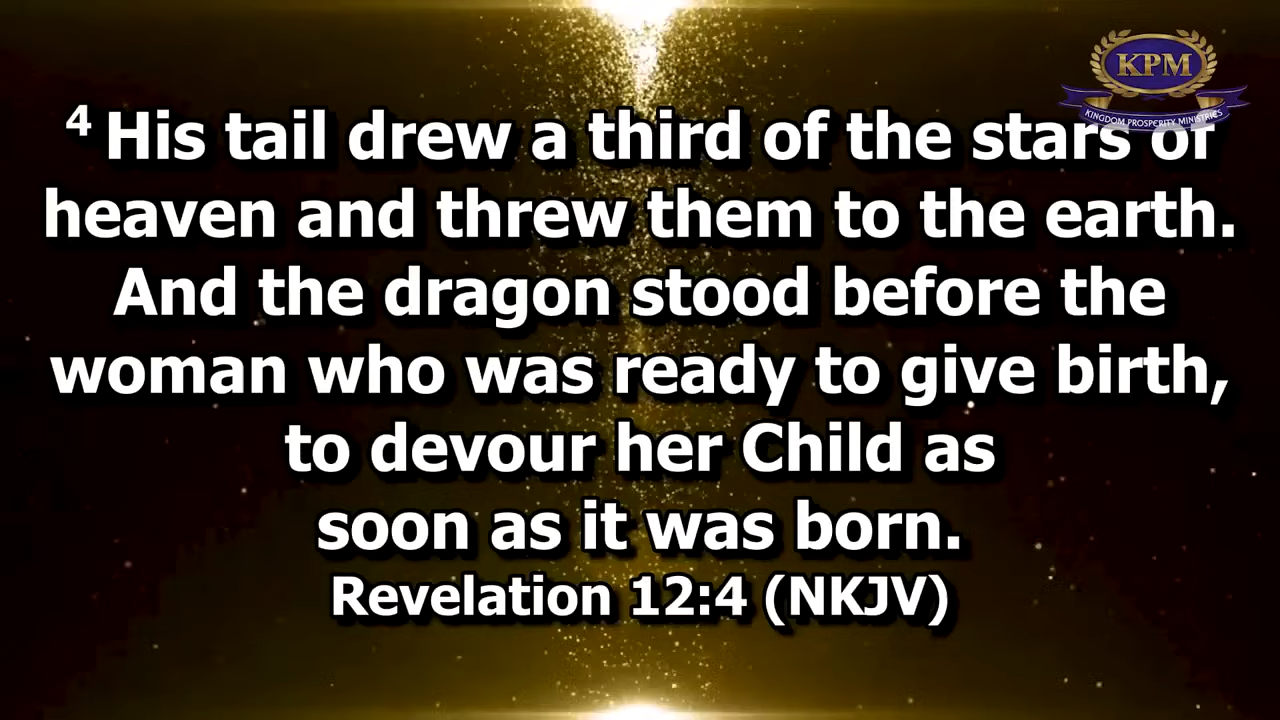 KPM
KINGDOM PROSPERITY MINISTRIES
4 His tail drew a third of the stars of
heaven and threw them to the earth.
And the dragon stood before the
woman who was ready to give birth,
to devour her Child as
soon as it was born.
Revelation 12:4 (NKJV)